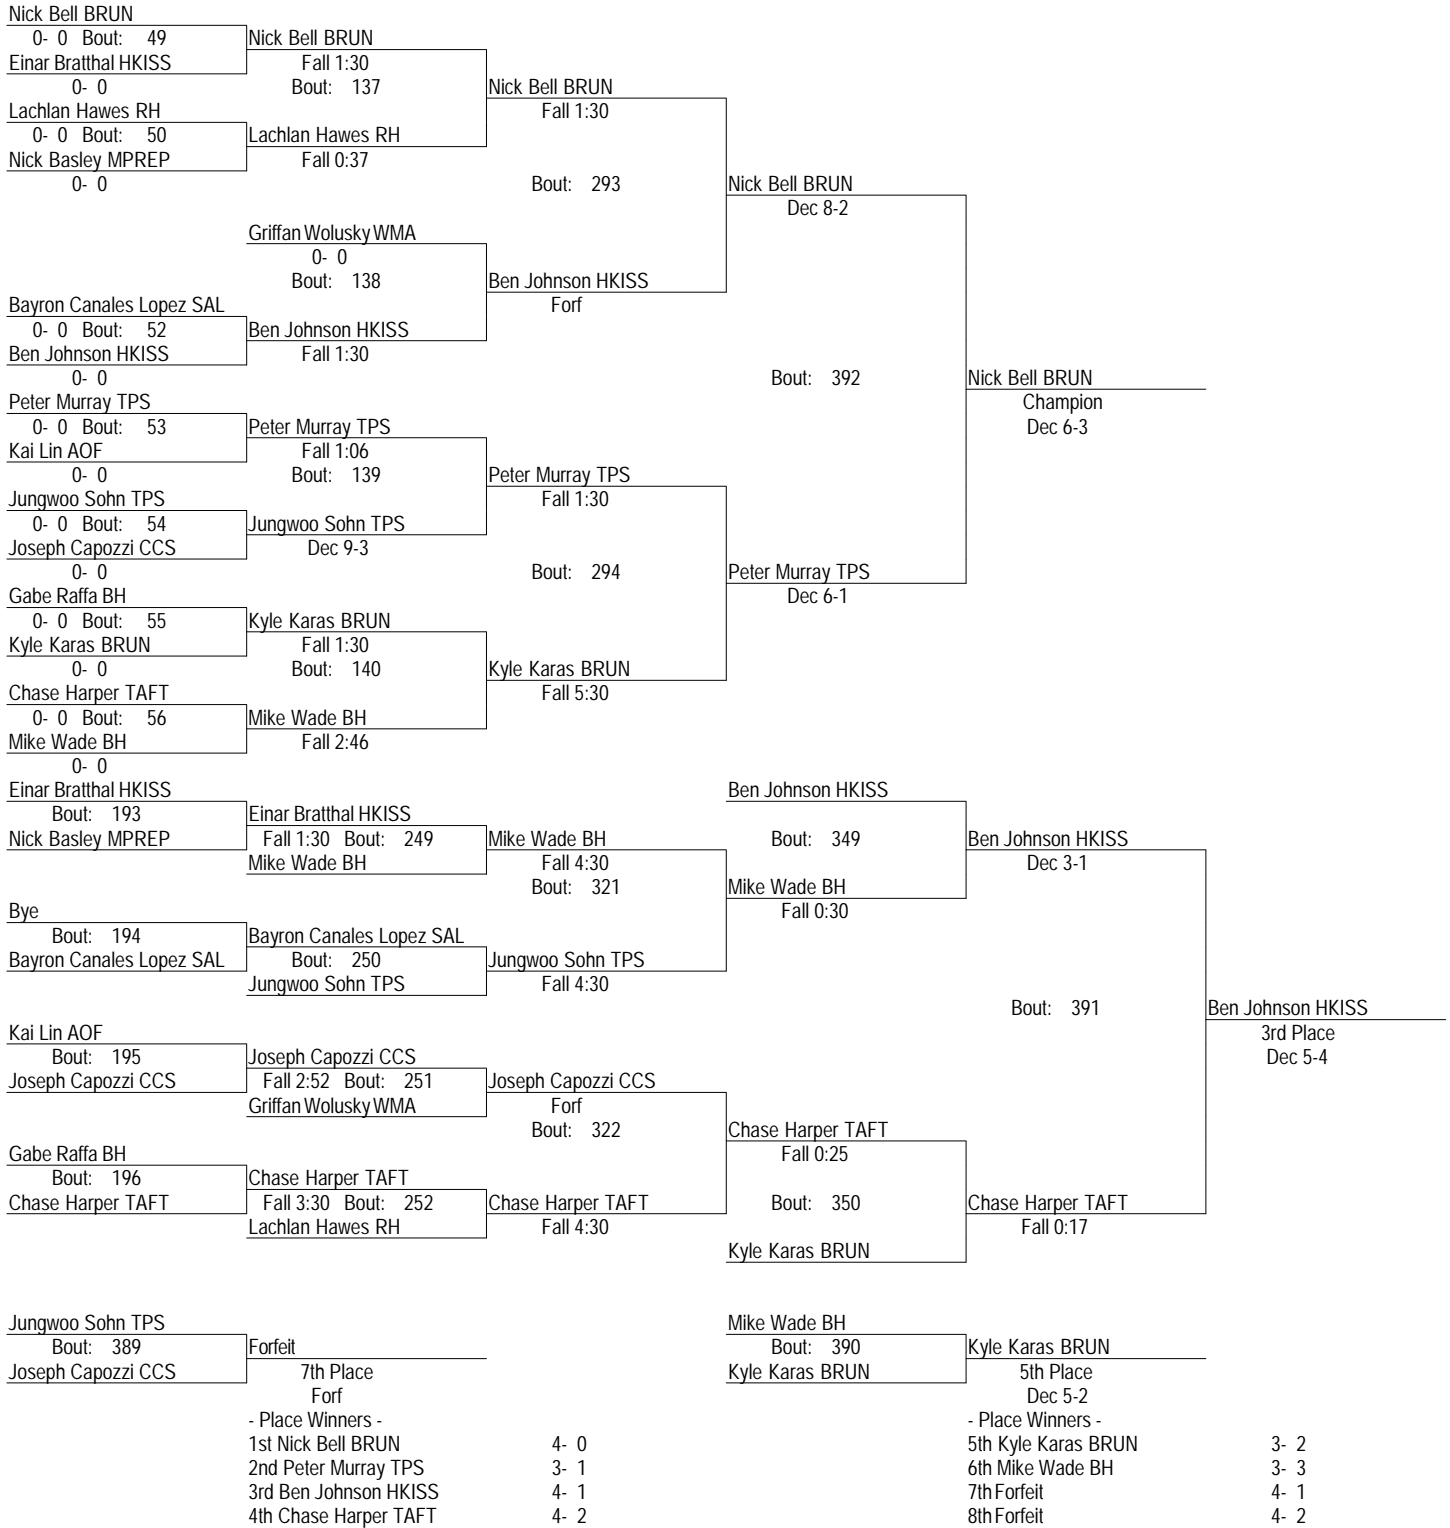 Nick Bell BRUN
0- 0 Bout: 49 Nick Bell BRUN
Einar Bratthal HKISS Fall 1:30
0- 0 Bout: 137 Nick Bell BRUN
Lachlan Hawes RH Fall 1:30
0- 0 Bout: 50 Lachlan Hawes RH
Nick Basley MPREP Fall 0:37
0- 0 Bout: 293 Nick Bell BRUN
Dec 8-2
Griffan Wolusky WMA
0- 0
Bout: 138 Ben Johnson HKISS
Bayron Canales Lopez SAL Forf
0- 0 Bout: 52 Ben Johnson HKISS
Ben Johnson HKISS Fall 1:30
0- 0 Bout: 392 Nick Bell BRUN
Peter Murray TPS Champion
0- 0 Bout: 53 Peter Murray TPS Dec 6-3
Kai Lin AOF Fall 1:06
0- 0 Bout: 139 Peter Murray TPS
Jungwoo Sohn TPS Fall 1:30
0- 0 Bout: 54 Jungwoo Sohn TPS
Joseph Capozzi CCS Dec 9-3
0- 0 Bout: 294 Peter Murray TPS
Gabe Raffa BH Dec 6-1
0- 0 Bout: 55 Kyle Karas BRUN
Kyle Karas BRUN Fall 1:30
0- 0 Bout: 140 Kyle Karas BRUN
Chase Harper TAFT Fall 5:30
0- 0 Bout: 56 Mike Wade BH
Mike Wade BH Fall 2:46
0- 0
Einar Bratthal HKISS Ben Johnson HKISS
Bout: 193 Einar Bratthal HKISS
Nick Basley MPREP Fall 1:30 Bout: 249 Mike Wade BH Bout: 349 Ben Johnson HKISS
Mike Wade BH Fall 4:30 Dec 3-1
Bout: 321 Mike Wade BH
Bye Fall 0:30
Bout: 194 Bayron Canales Lopez SAL
Bayron Canales Lopez SAL Bout: 250 Jungwoo Sohn TPS
Jungwoo Sohn TPS Fall 4:30
Bout: 391 Ben Johnson HKISS
Kai Lin AOF 3rd Place
Bout: 195 Joseph Capozzi CCS Dec 5-4
Joseph Capozzi CCS Fall 2:52 Bout: 251 Joseph Capozzi CCS
Griffan Wolusky WMA Forf
Bout: 322 Chase Harper TAFT
Gabe Raffa BH Fall 0:25
Bout: 196 Chase Harper TAFT
Chase Harper TAFT Fall 3:30 Bout: 252 Chase Harper TAFT Bout: 350 Chase Harper TAFT
Lachlan Hawes RH Fall 4:30 Fall 0:17
Kyle Karas BRUN
Jungwoo Sohn TPS Mike Wade BH
Bout: 389 Forfeit Bout: 390 Kyle Karas BRUN
Joseph Capozzi CCS 7th Place Kyle Karas BRUN 5th Place
Forf Dec 5-2
- Place Winners - - Place Winners -
1st Nick Bell BRUN 4- 0 5th Kyle Karas BRUN 3- 2
2nd Peter Murray TPS 3- 1 6th Mike Wade BH 3- 3
3rd Ben Johnson HKISS 4- 1 7th Forfeit 4- 1
4th Chase Harper TAFT 4- 2 8th Forfeit 4- 2